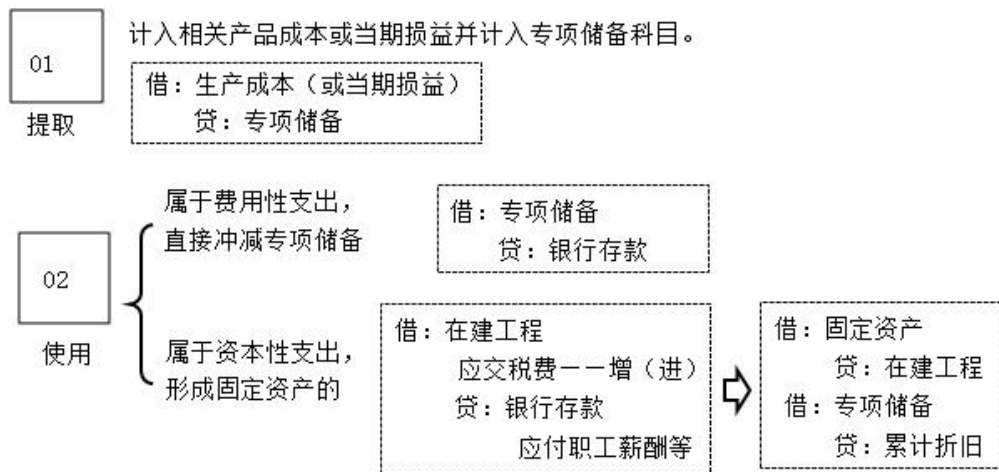 计入相关产品成本或当期损益并计入专项储备科目。
01
提取
借：生产成本（或当期损益）
贷：专项储备
属于费用性支出，
直接冲减专项储备
借：专项储备
贷：银行存款
02
使用
属于资本性支出，
形成固定资产的
借：在建工程
应交税费——增（进）
贷：银行存款
应付职工薪酬等
借：固定资产
贷：在建工程
借：专项储备
贷：累计折旧